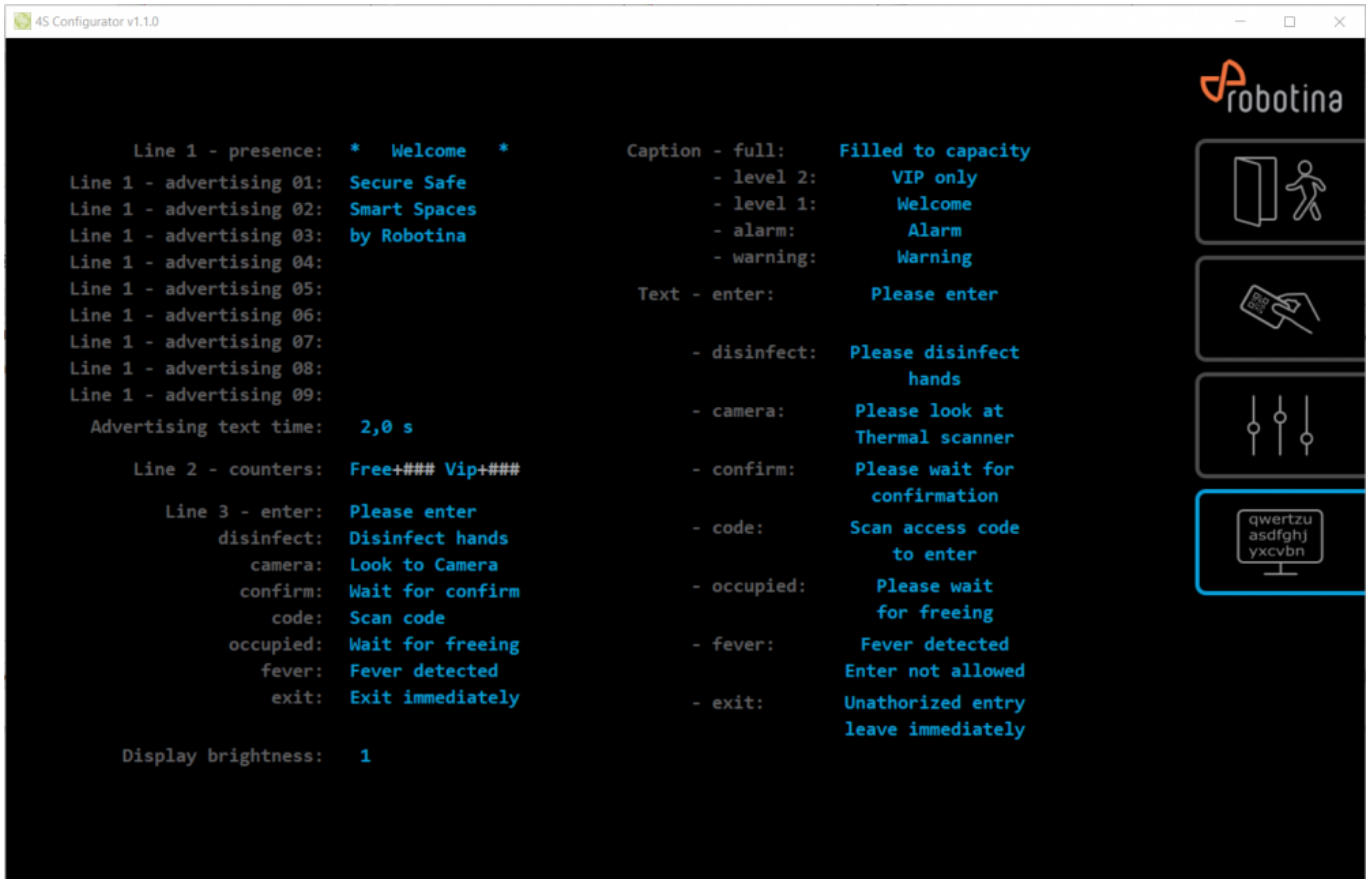 4S Configurator v1.1.0
robotina
Line 1 - presence: * Welcome *
Line 1 - advertising 01: Secure Safe
Line 1 - advertising 02: Smart Spaces
Line 1 - advertising 03: by Robotina
Line 1 - advertising 04:
Line 1 - advertising 05:
Line 1 - advertising 06:
Line 1 - advertising 07:
Line 1 - advertising 08:
Line 1 - advertising 09:
Advertising text time: 2,0 s
Line 2 - counters: Free+### Vip+###
Line 3 - enter: Please enter
disinfect: Disinfect hands
camera: Look to Camera
confirm: Wait for confirm
code: Scan code
occupied: Wait for freeing
fever: Fever detected
exit: Exit immediately
Display brightness: 1
Caption - full: Filled to capacity
- level 2: VIP only
- level 1: Welcome
- alarm: Alarm
- warning: Warning
Text - enter: Please enter
- disinfect: Please disinfect
hands
- camera: Please look at
Thermal scanner
- confirm: Please wait for
confirmation
- code: Scan access code
to enter
- occupied: Please wait
for freeing
- fever: Fever detected
Enter not allowed
- exit: Unathorized entry
leave immediately
qwertzu
asdfghj
yxcvbn